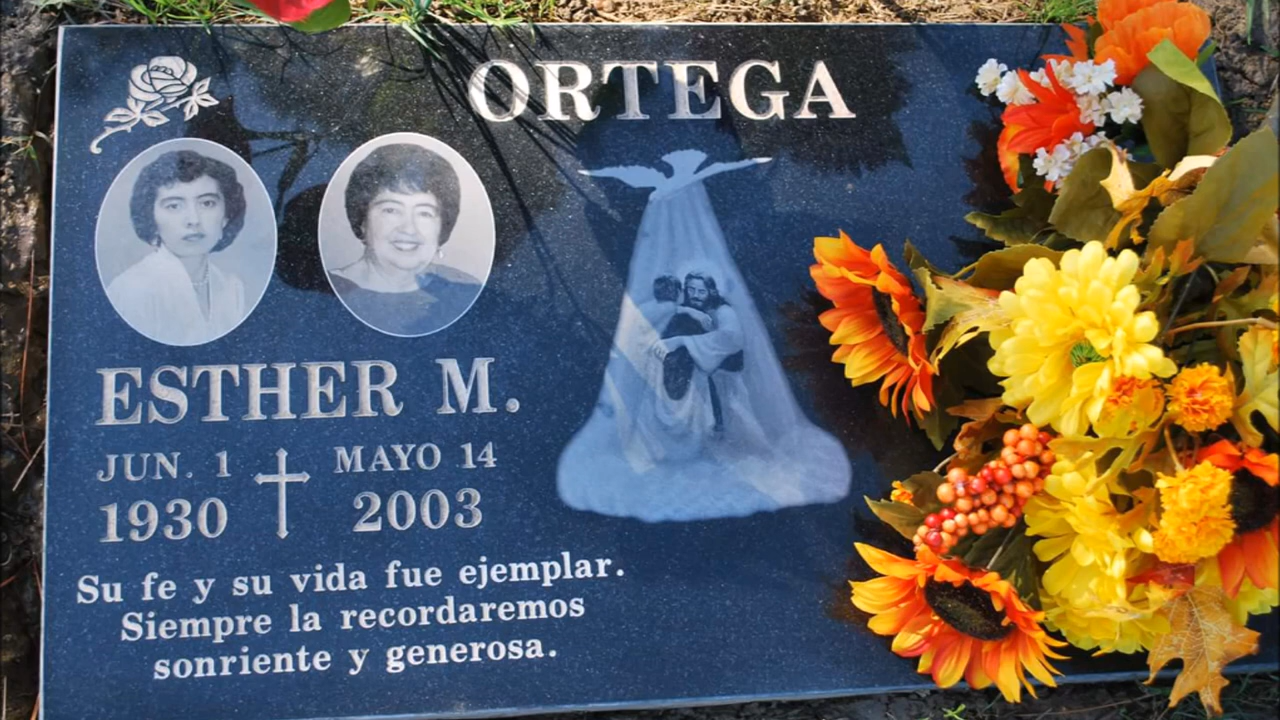 ORTEGA
ESTHER M.
JUN. 1 MAYO 14
1930 2003
Su fe y su vida fue ejemplar.
Siempre la recordaremos
sonriente y generosa.